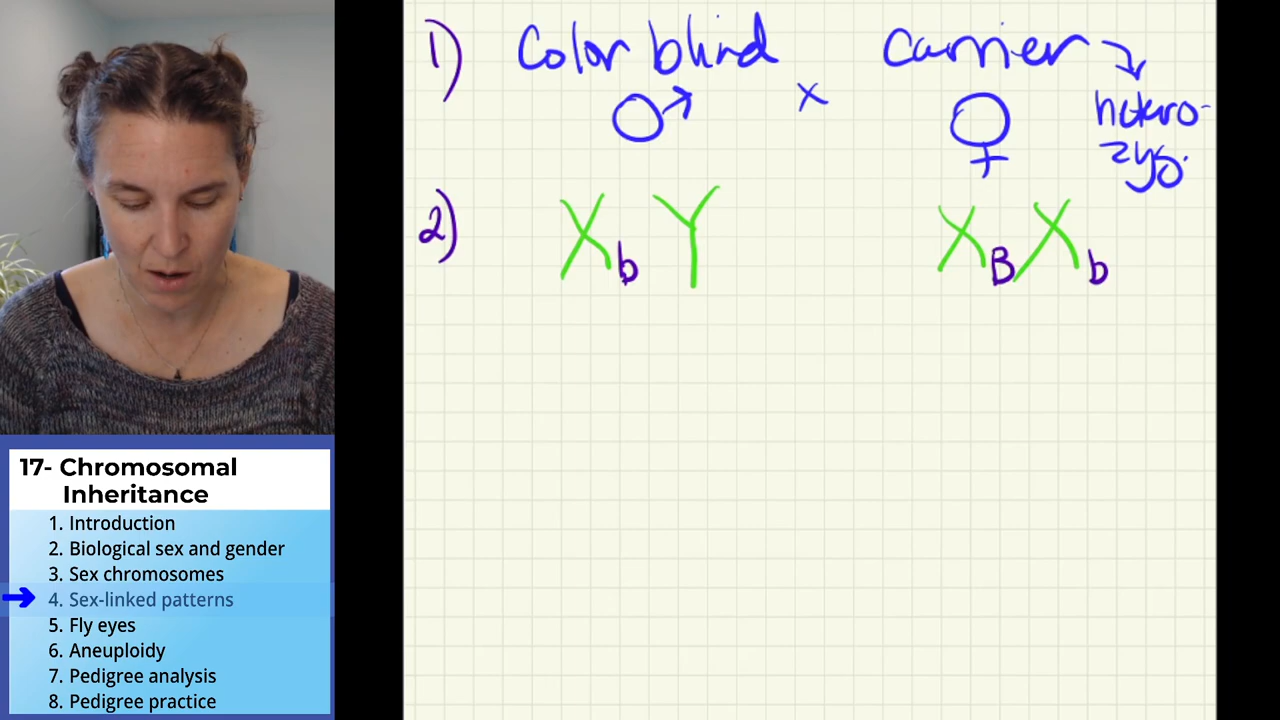 1) Color blind ♂ x Carrier ♀ → hetero-
zyg.
2) X_b Y X_B X_b
17- Chromosomal
Inheritance
1. Introduction
2. Biological sex and gender
3. Sex chromosomes
4. Sex-linked patterns
5. Fly eyes
6. Aneuploidy
7. Pedigree analysis
8. Pedigree practice